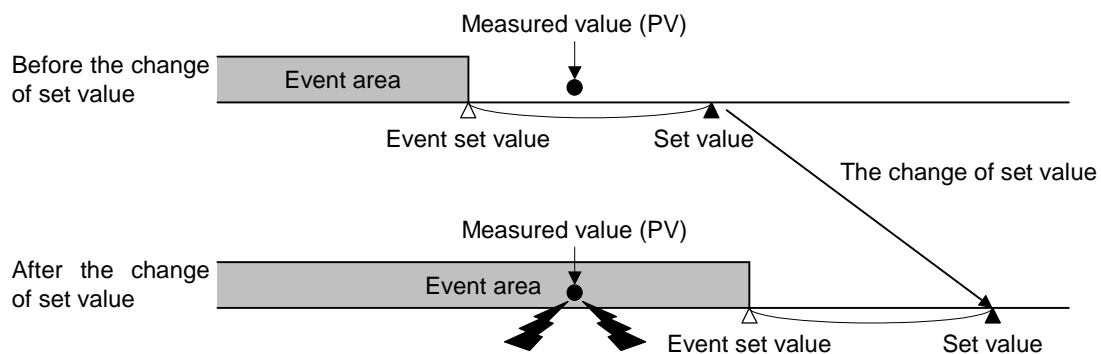 Measured value (PV)
Before the change
of set value
Event area
Event set value
Set value
The change of set value
Measured value (PV)
After the change
of set value
Event area
Event set value
Set value